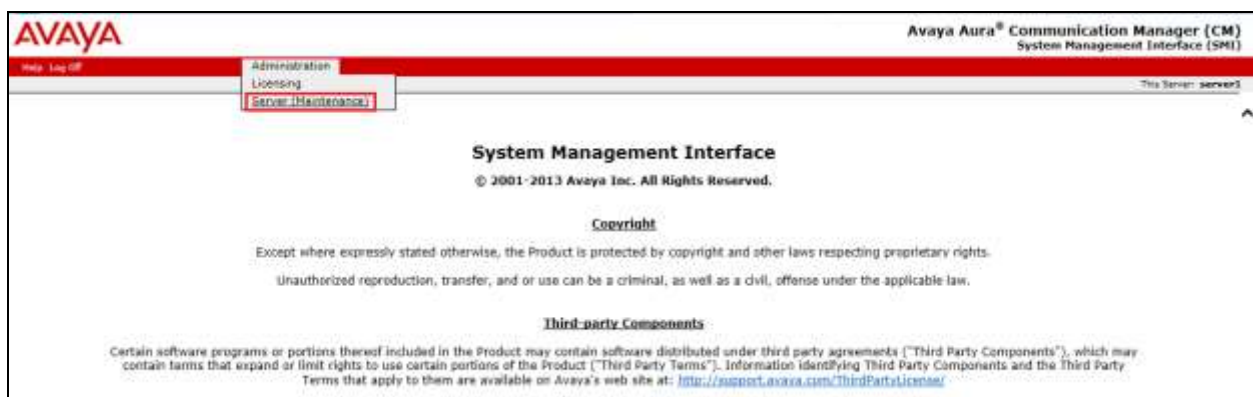 AVAYA
Avaya Aura® Communication Manager (CM)
System Management Interface (SMI)
Help Log Off
Administration
Licensing
Server (Maintenance)
This Server: server1
System Management Interface
© 2001-2013 Avaya Inc. All Rights Reserved.
Copyright
Except where expressly stated otherwise, the Product is protected by copyright and other laws respecting proprietary rights.
Unauthorized reproduction, transfer, and or use can be a criminal, as well as a civil, offense under the applicable law.
Third-party Components
Certain software programs or portions thereof included in the Product may contain software distributed under third party agreements ("Third Party Components"), which may
contain terms that expand or limit rights to use certain portions of the Product ("Third Party Terms"). Information identifying Third Party Components and the Third Party
Terms that apply to them are available on Avaya's web site at: http://support.avaya.com/ThirdPartyLicense/